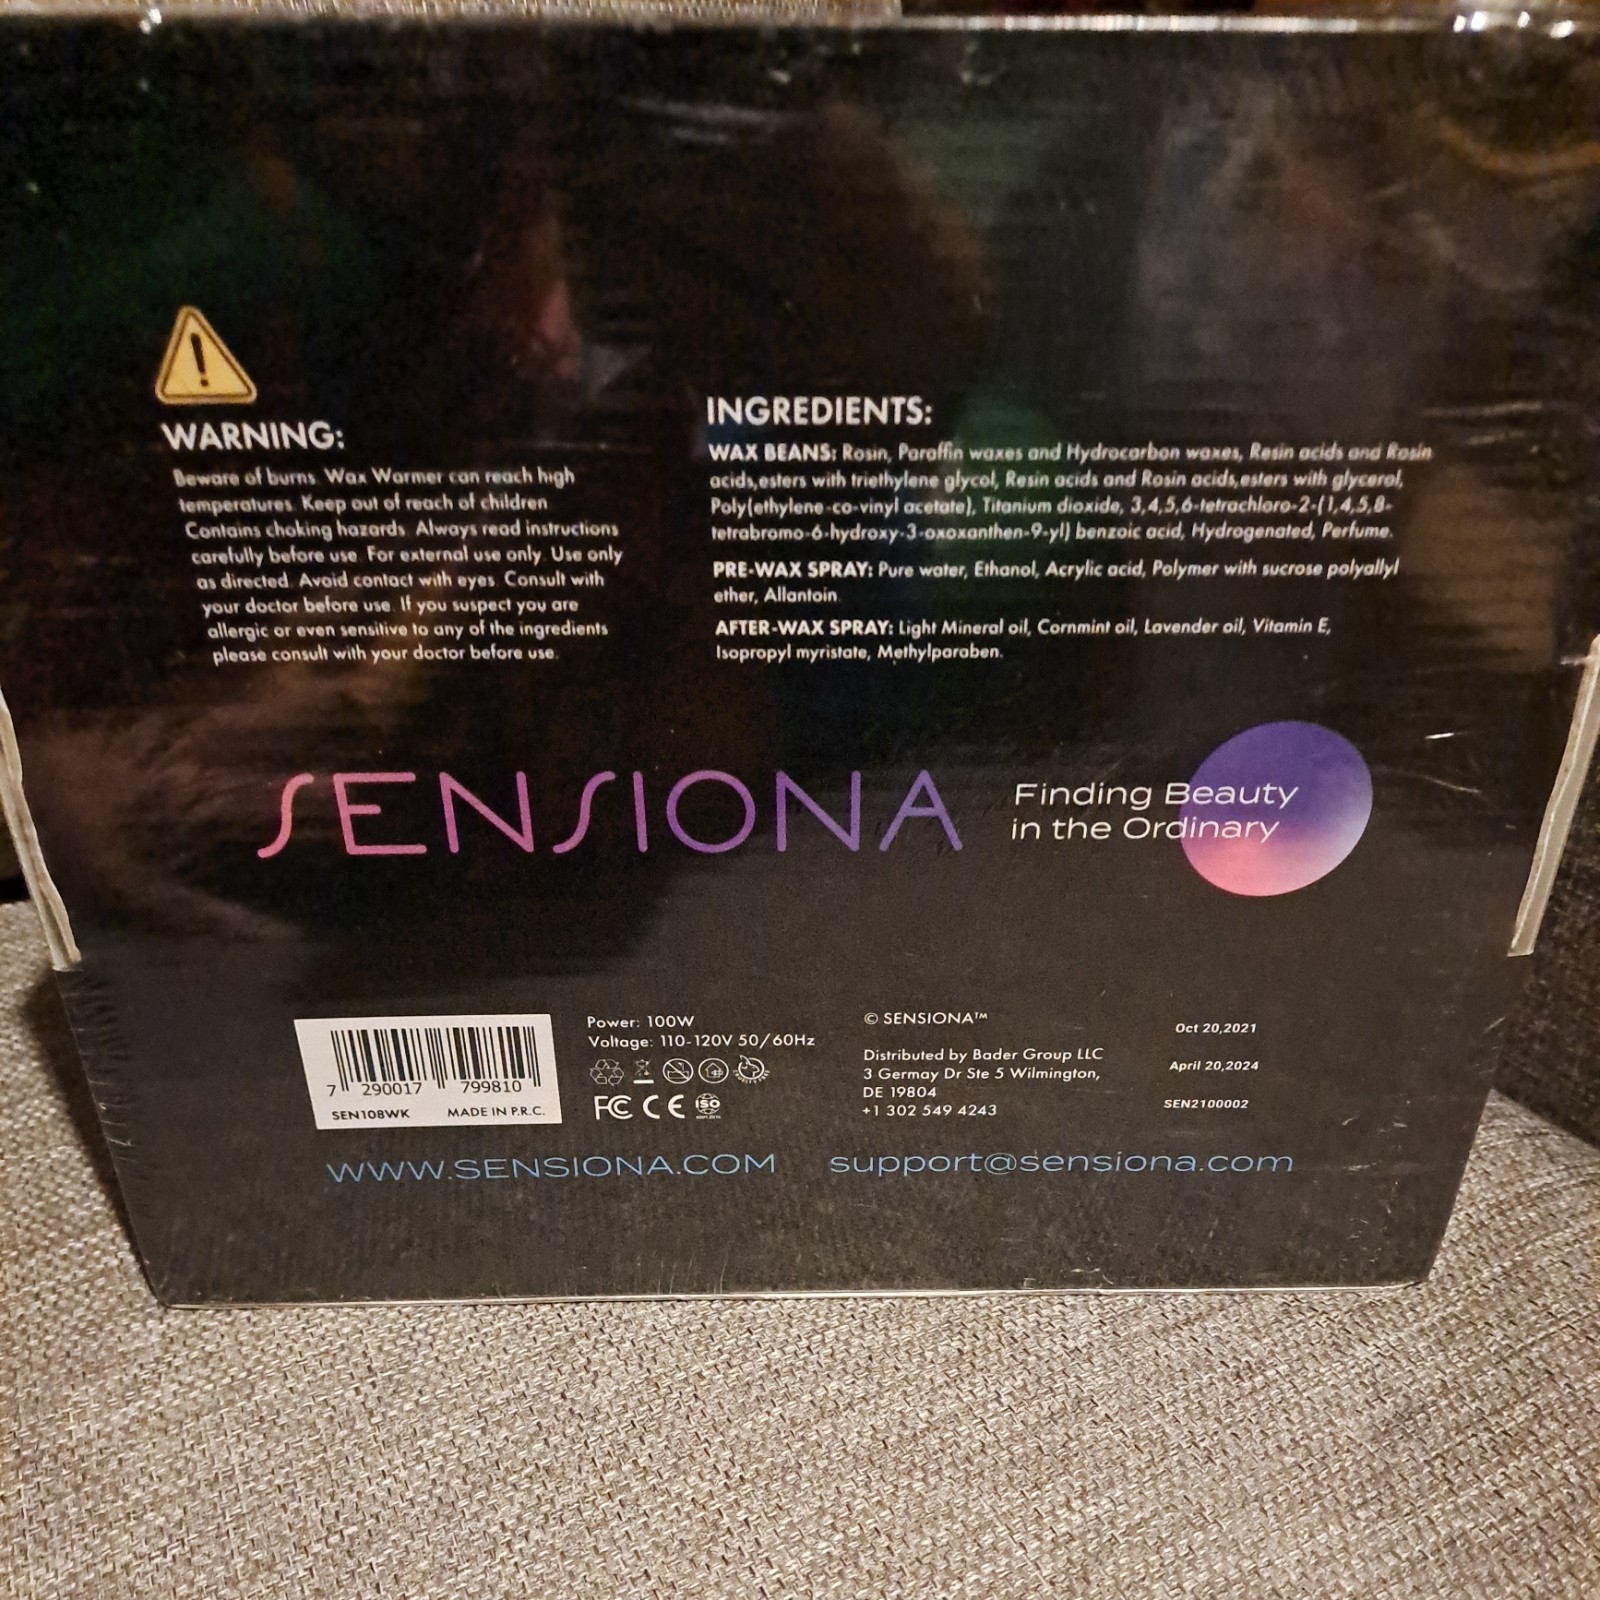 WARNING:
Beware of burns. Wax Warmer can reach high
temperatures. Keep out of reach of children
Contains choking hazards. Always read instructions
carefully before use. For external use only. Use only
as directed. Avoid contact with eyes. Consult with
your doctor before use. If you suspect you are
allergic or even sensitive to any of the ingredients
please consult with your doctor before use.
INGREDIENTS:
WAX BEANS: Rosin, Paraffin waxes and Hydrocarbon waxes, Resin acids and Rosin
acids,esters with triethylene glycol, Resin acids and Rosin acids,esters with glycerol,
Poly(ethylene-co-vinyl acetate), Titanium dioxide, 3,4,5,6-tetrachloro-2-(1,4,5,8-
tetrabromo-6-hydroxy-3-oxoxanthen-9-yl) benzoic acid, Hydrogenated, Perfume.
PRE-WAX SPRAY: Pure water, Ethanol, Acrylic acid, Polymer with sucrose polyallyl
ether, Allantoin
AFTER-WAX SPRAY: Light Mineral oil, Cornmint oil, Lavender oil, Vitamin E,
Isopropyl myristate, Methylparaben.
SENSIONA
Finding Beauty
in the Ordinary
7 290017 799810
SEN108WK MADE IN P.R.C.
Power: 100W
Voltage: 110-120V 50/60Hz
FC CE ISO
© SENSIONA™
Distributed by Bader Group LLC
3 Germay Dr Ste 5 Wilmington,
DE 19804
+1 302 549 4243
Oct 20,2021
April 20,2024
SEN2100002
WWW.SENSIONA.COM
support@sensiona.com